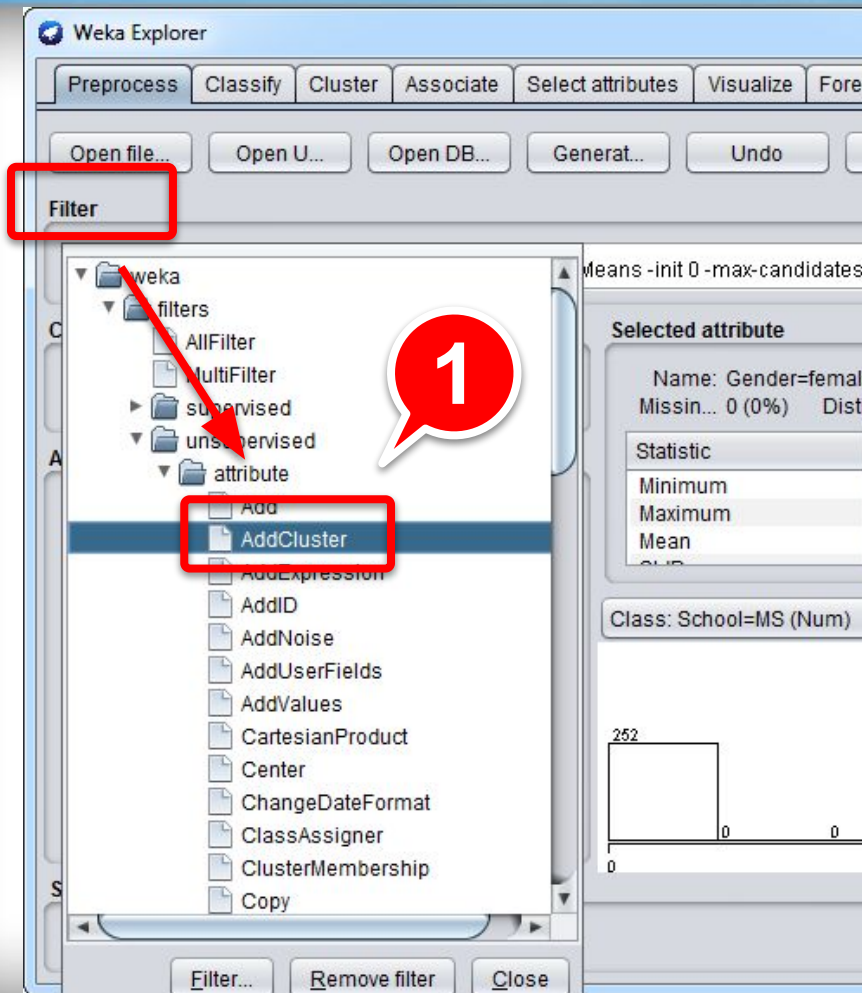 Weka Explorer
Preprocess Classify Cluster Associate Select attributes Visualize
Open file... Open U... Open DB... Generat... Undo
Filter
weka
Means -init 0 -max-candidates
filters
AllFilter
MultiFilter
supervised
unsupervised
attribute
Add
AddCluster
AddExpression
AddID
AddNoise
AddUserFields
AddValues
CartesianProduct
Center
ChangeDateFormat
ClassAssigner
ClusterMembership
Copy
Filter... Remove filter Close
1
Selected attribute
Name: Gender=femal
Missin... 0 (0%) Dist
Statistic
Minimum
Maximum
Mean
Class: School=MS (Num)
252
0 0
0